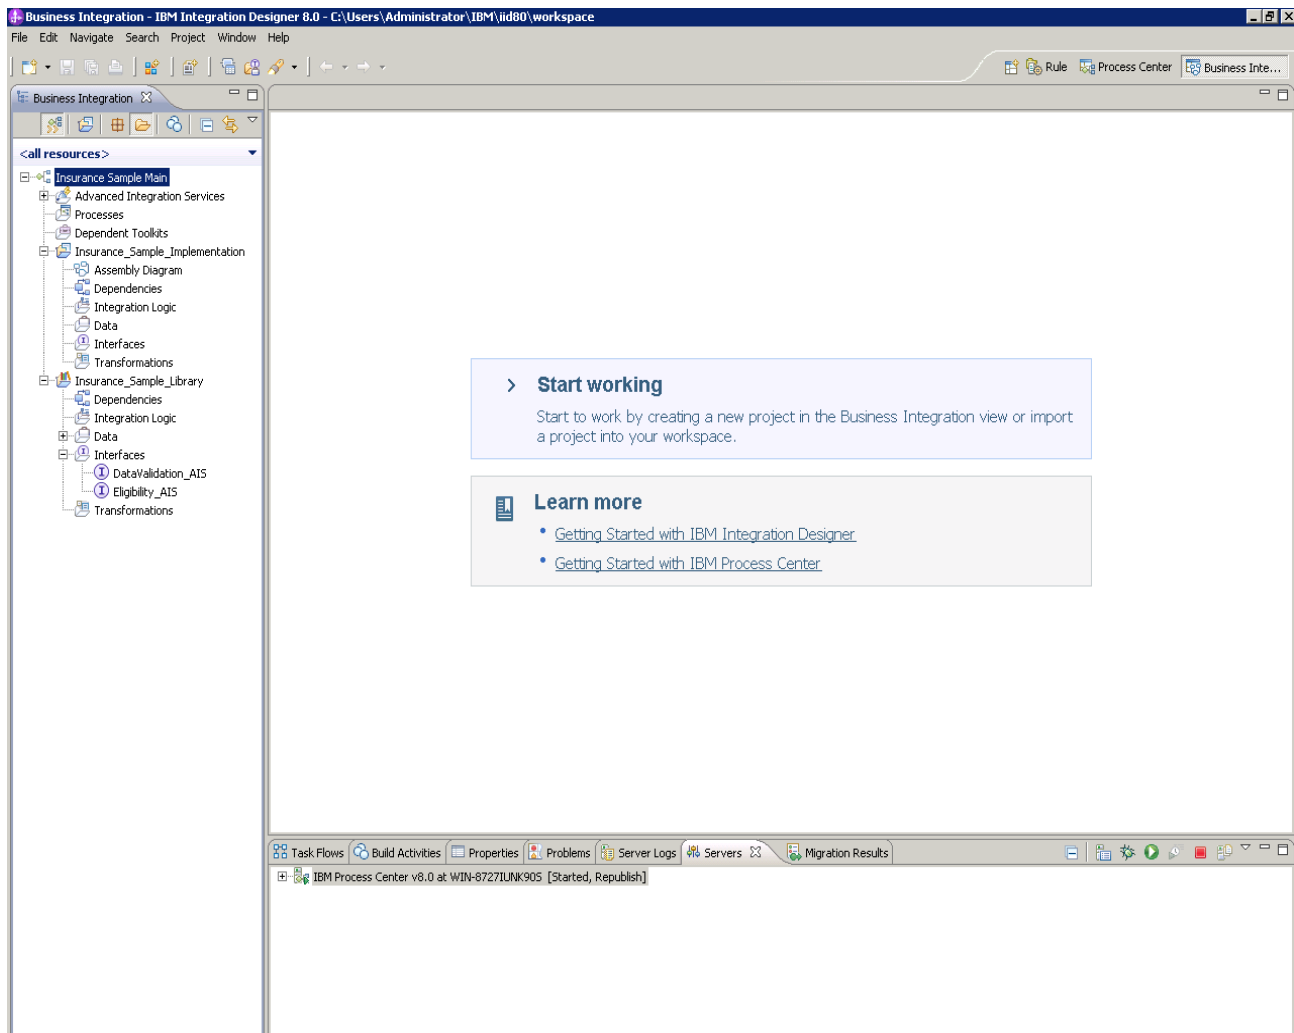 Business Integration - IBM Integration Designer 8.0 - C:\Users\Administrator\IBM\iid80\workspace
File Edit Navigate Search Project Window Help
Rule Process Center Business Inte...
Business Integration
<all resources>
Insurance Sample Main
Advanced Integration Services
Processes
Dependent Toolkits
Insurance_Sample_Implementation
Assembly Diagram
Dependencies
Integration Logic
Data
Interfaces
Transformations
Insurance_Sample_Library
Dependencies
Integration Logic
Data
Interfaces
DataValidation_AIS
Eligibility_AIS
Transformations
Start working
Start to work by creating a new project in the Business Integration view or import
a project into your workspace.
Learn more
• Getting Started with IBM Integration Designer
• Getting Started with IBM Process Center
Task Flows Build Activities Properties Problems Server Logs Servers Migration Results
IBM Process Center v8.0 at WIN-8727IUNK90S [Started, Republish]